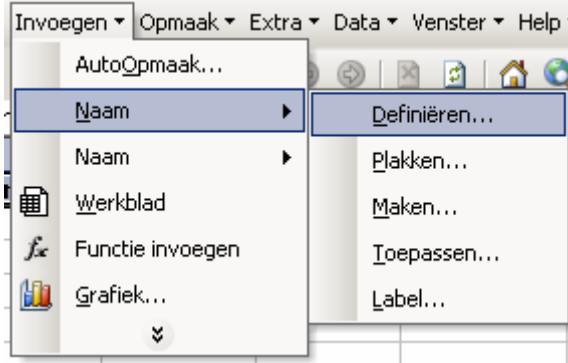 Invoegen Opmaak Extra Data Venster Help
AutoOpmaak...
Naam
Definiëren...
Naam
Plakken...
Werkblad
Maken...
Functie invoegen
Toepassen...
Grafiek...
Label...